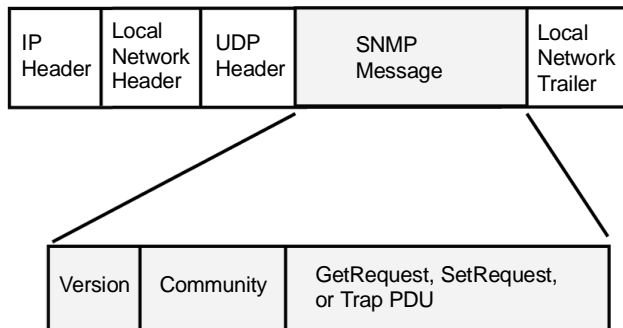 IP
Header
Local
Network
Header
UDP
Header
SNMP
Message
Local
Network
Trailer
Version
Community
GetRequest, SetRequest,
or Trap PDU